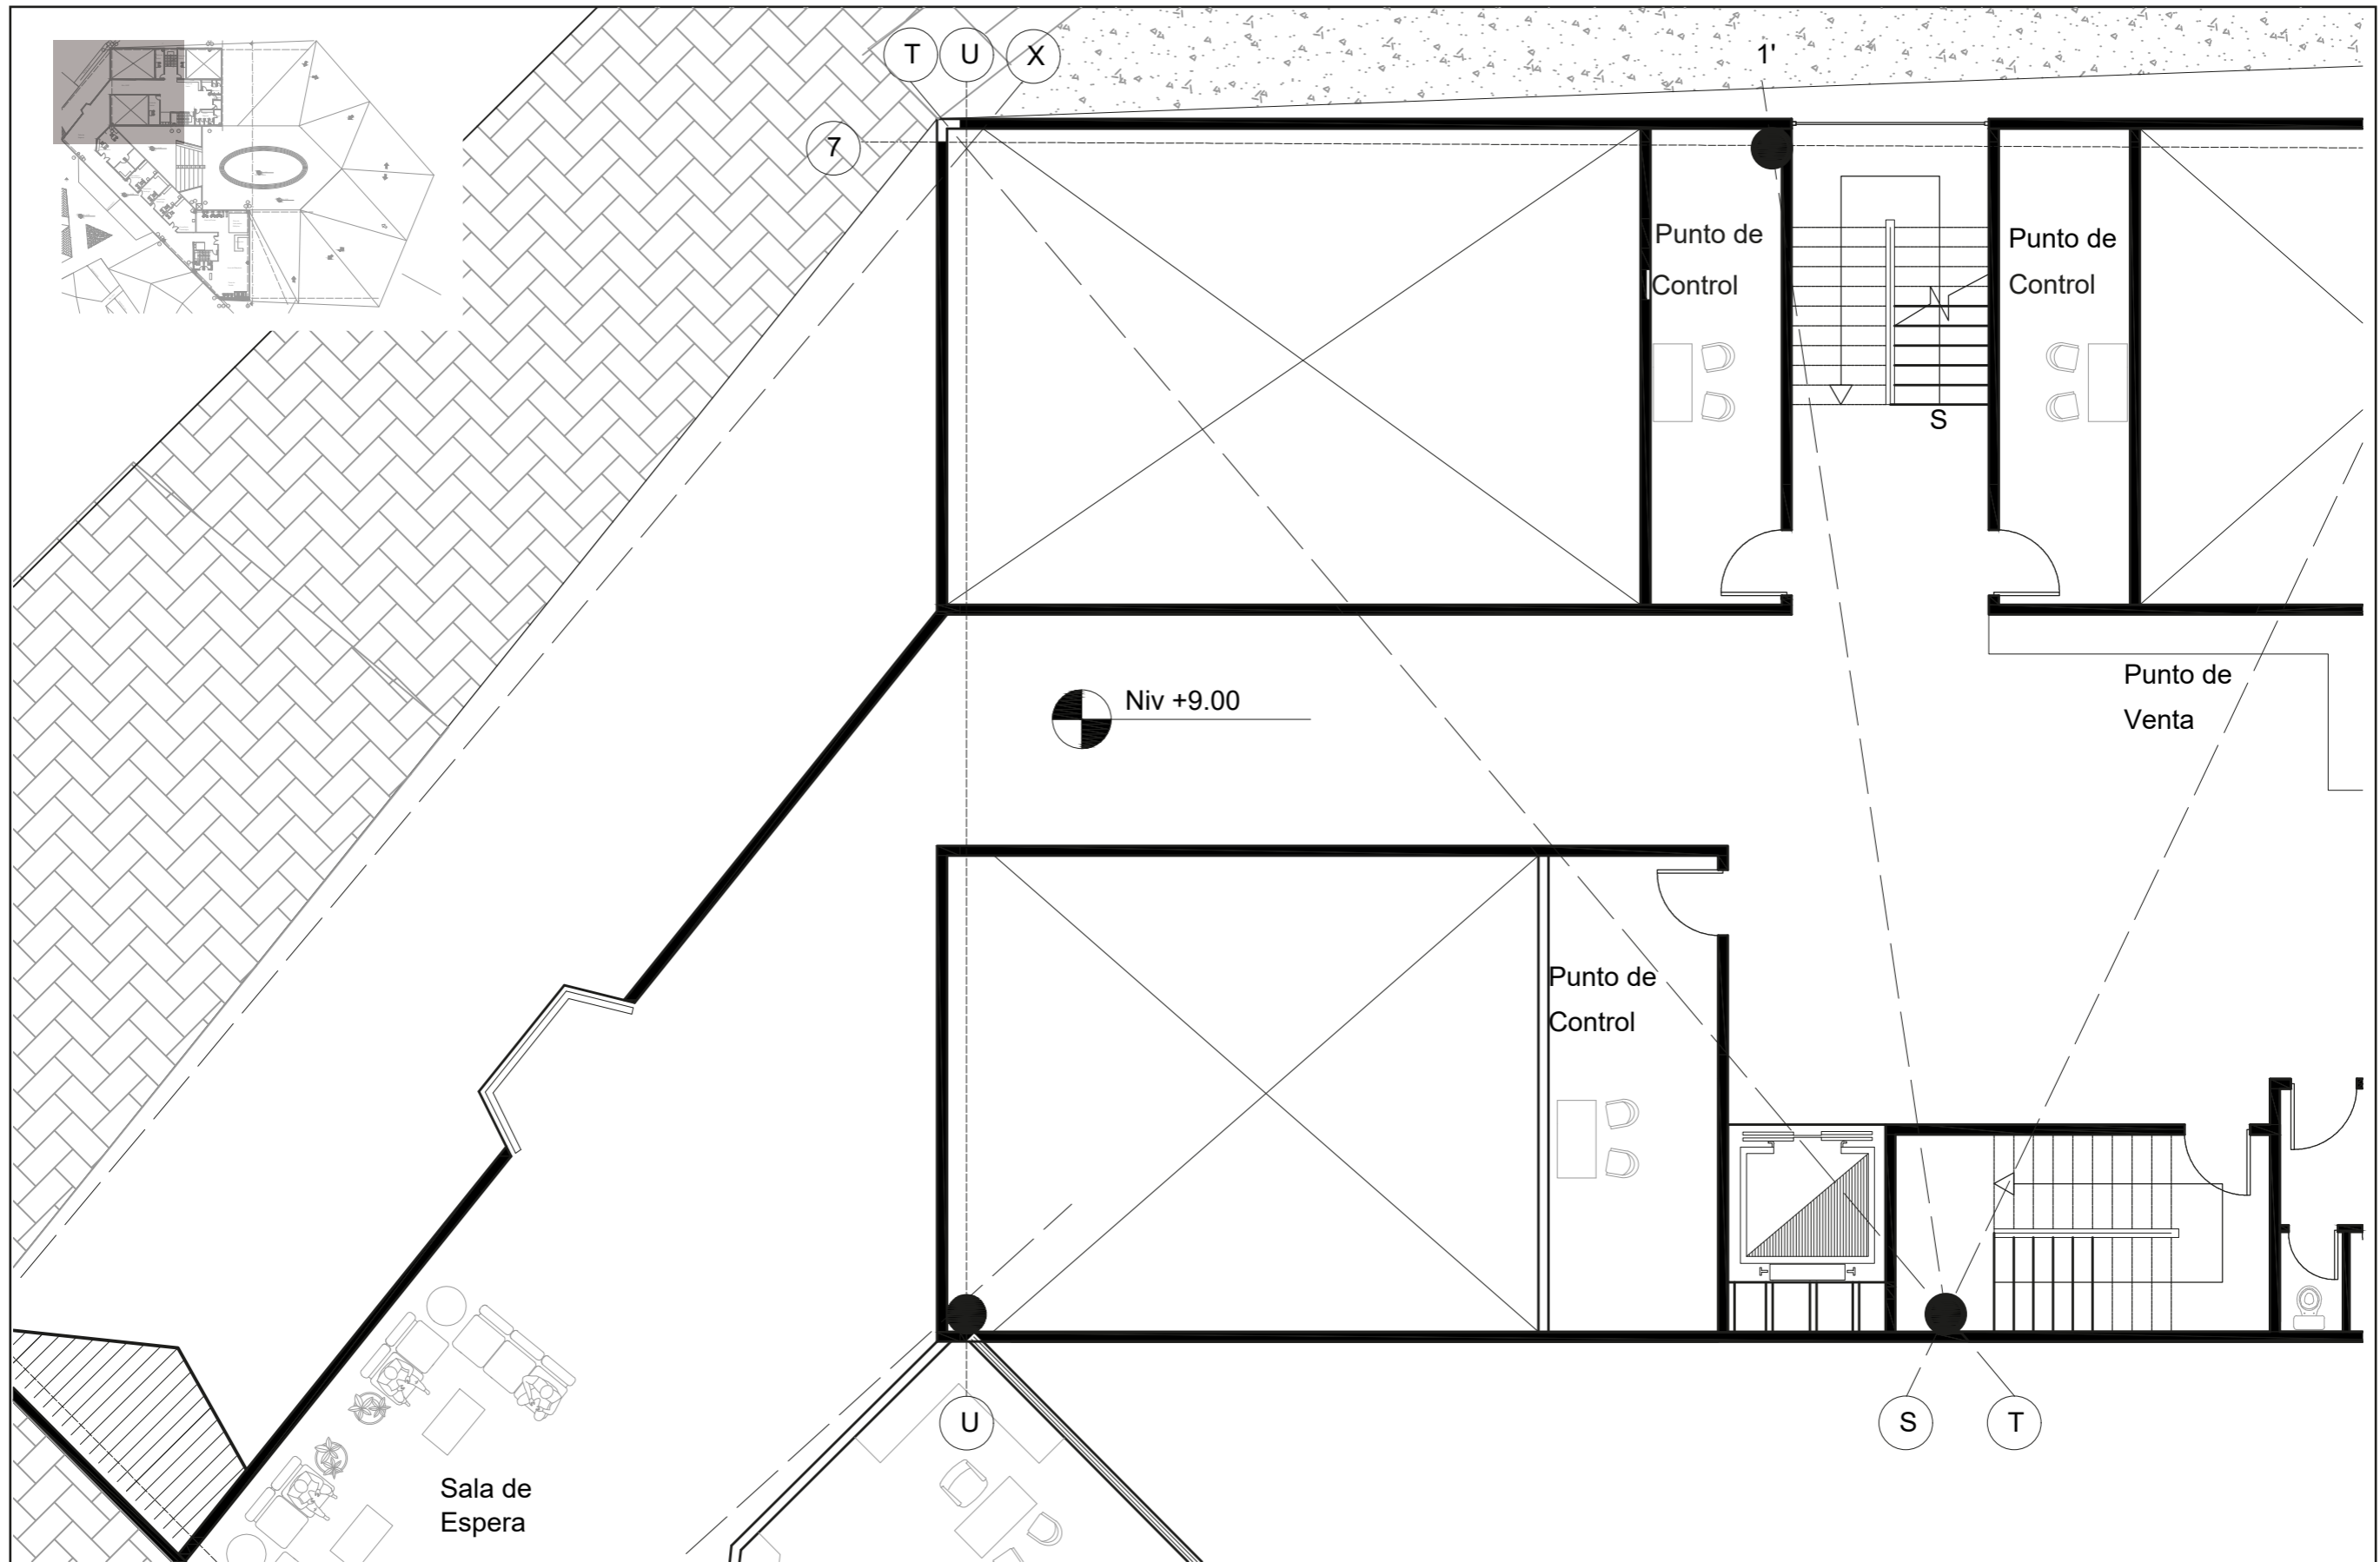 T
U
X
1'
7
Punto de
Control
Punto de
Control
S
Punto de
Venta
Niv +9.00
Punto de
Control
U
S
T
Sala de
Espera